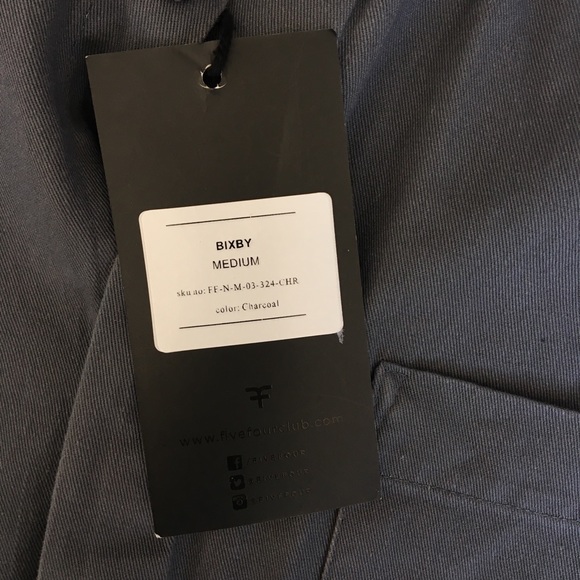 BIXBY
MEDIUM
sku no: FF-N-M-03-324-CHR
color: Charcoal
www.fivefourclub.com